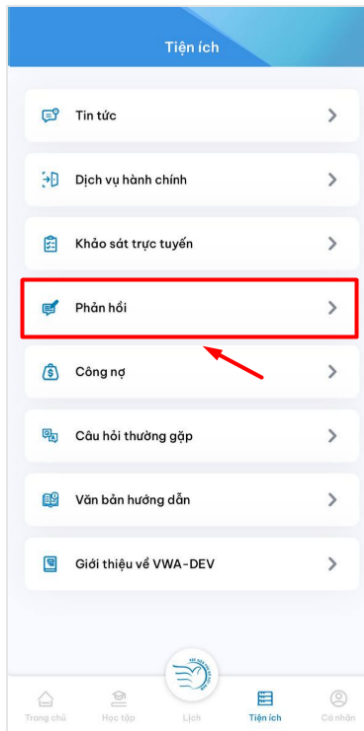 Tiện ích
Tin tức
Dịch vụ hành chính
Khảo sát trực tuyến
Phản hồi
Công nợ
Câu hỏi thường gặp
Văn bản hướng dẫn
Giới thiệu về VWA-DEV
Trang chủ
Học tập
Lịch
Tiện ích
Cá nhân